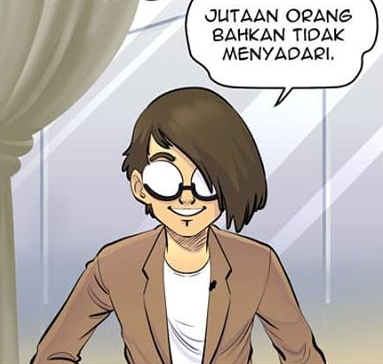 JUTAAN ORANG
BAHKAN TIDAK
MENYADARI.